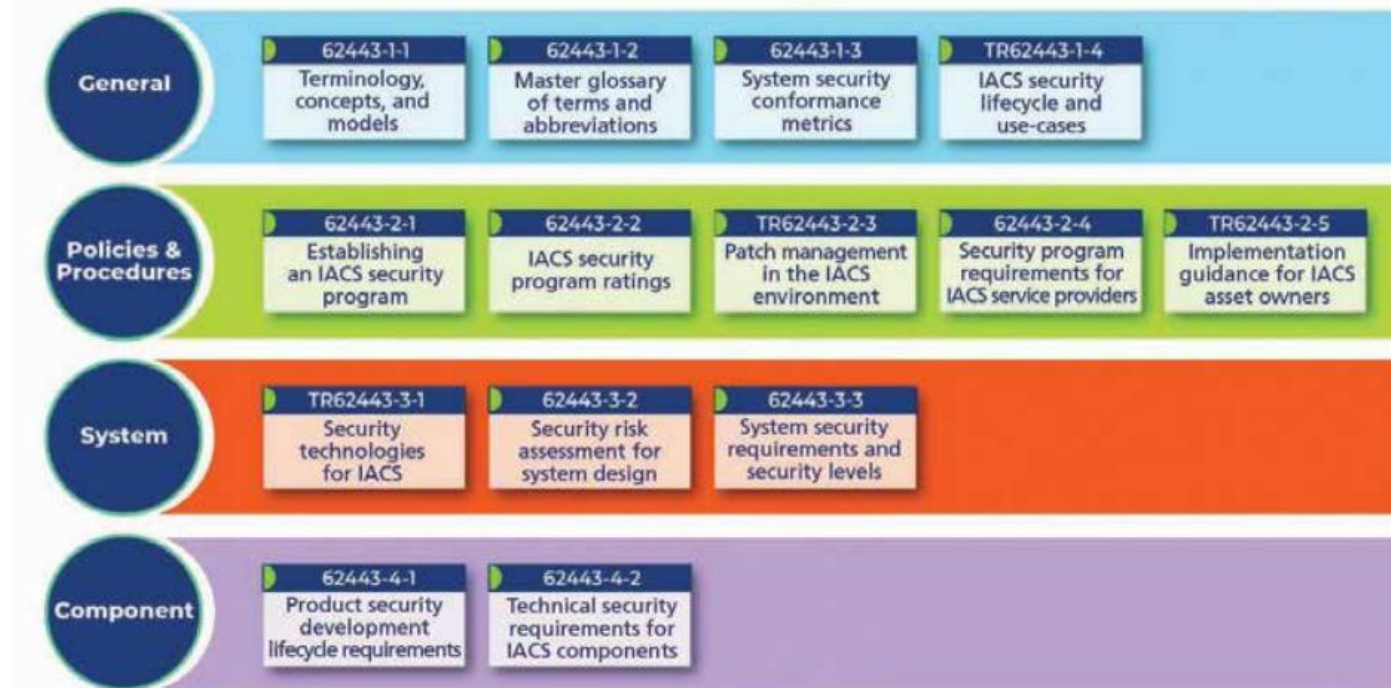 General
62443-1-1
Terminology,
concepts, and
models
62443-1-2
Master glossary
of terms and
abbreviations
62443-1-3
System security
conformance
metrics
TR62443-1-4
IACS security
lifecycle and
use-cases
Policies &
Procedures
62443-2-1
Establishing
an IACS security
program
62443-2-2
IACS security
program ratings
TR62443-2-3
Patch management
in the IACS
environment
62443-2-4
Security program
requirements for
IACS service providers
TR62443-2-5
Implementation
guidance for IACS
asset owners
System
TR62443-3-1
Security
technologies
for IACS
62443-3-2
Security risk
assessment for
system design
62443-3-3
System security
requirements and
security levels
Component
62443-4-1
Product security
development
lifecycle requirements
62443-4-2
Technical security
requirements for
IACS components